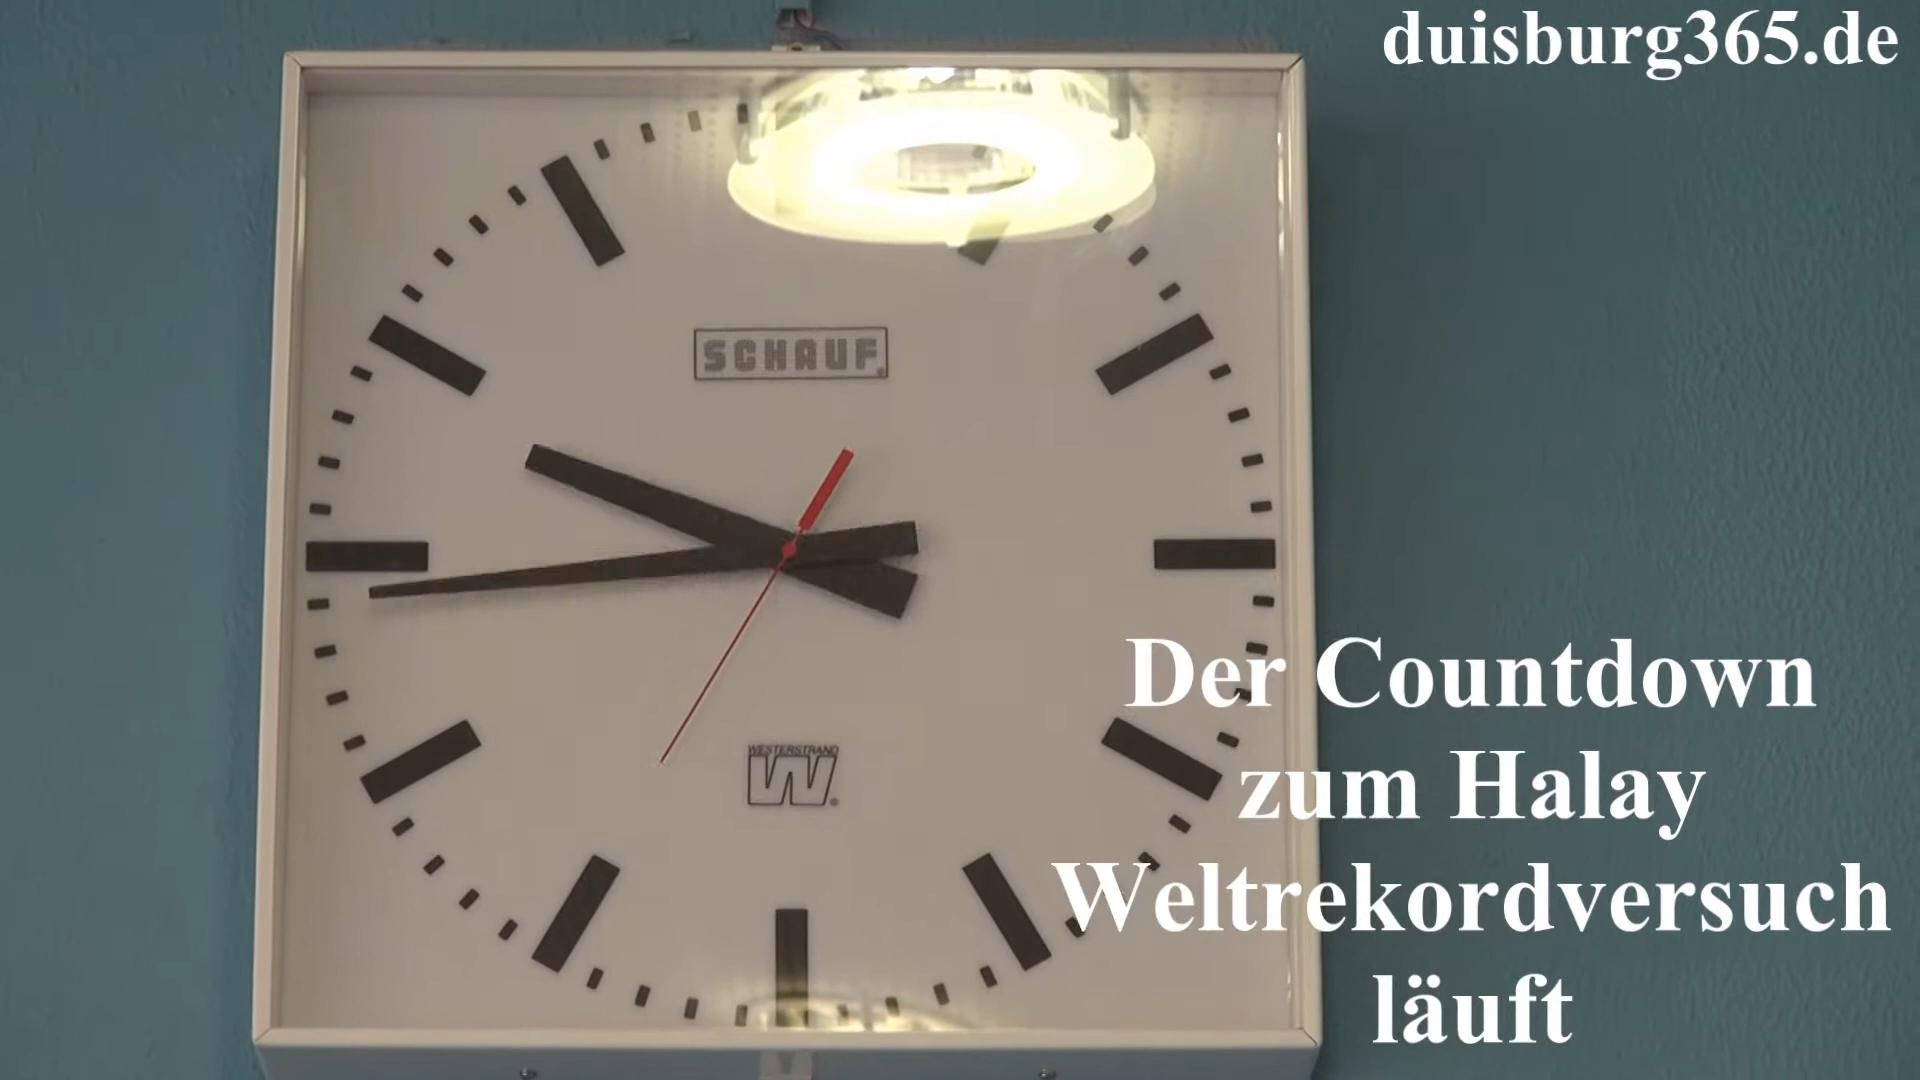 duisburg365.de
SCHAUF
WESTERSTRAND
W
Der Countdown
zum Halay
Weltrekordversuch
läuft